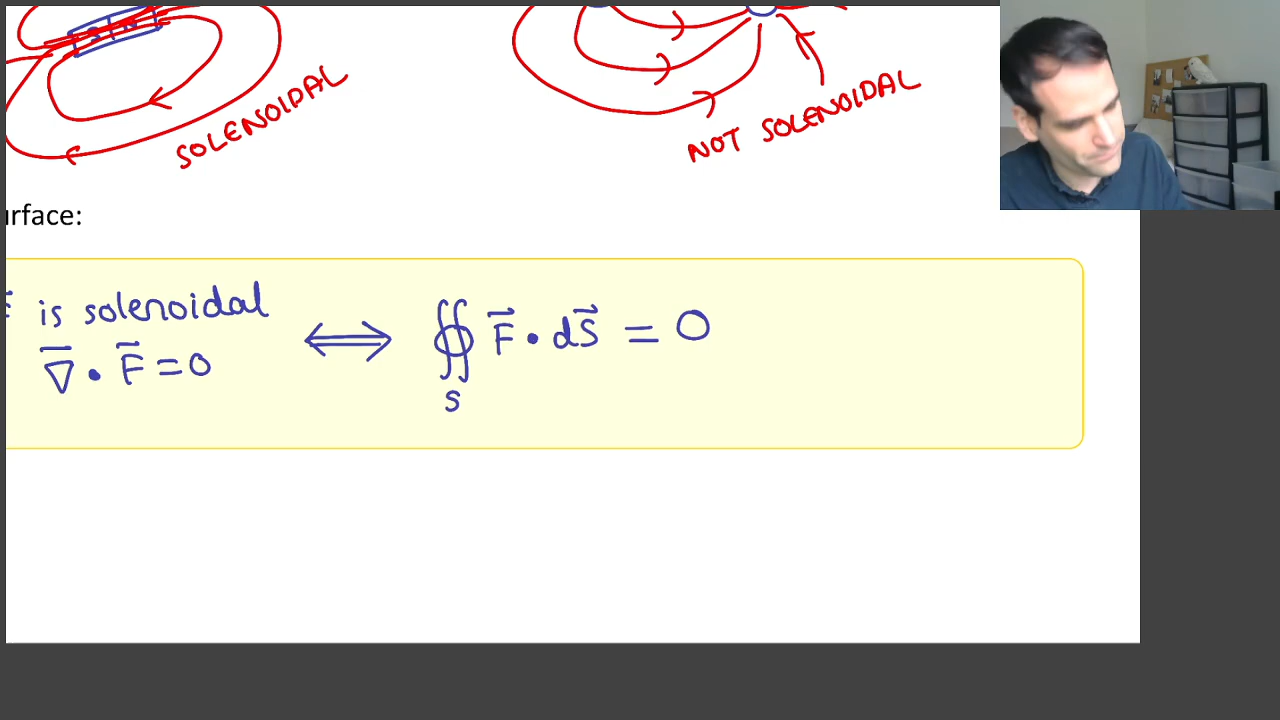 S N
SOLENOIDAL
NOT SOLENOIDAL
urface:
F⃗ is solenoidal
∇⃗ • F⃗ = 0
⟺ ∯ F⃗ • dS⃗ = 0
S